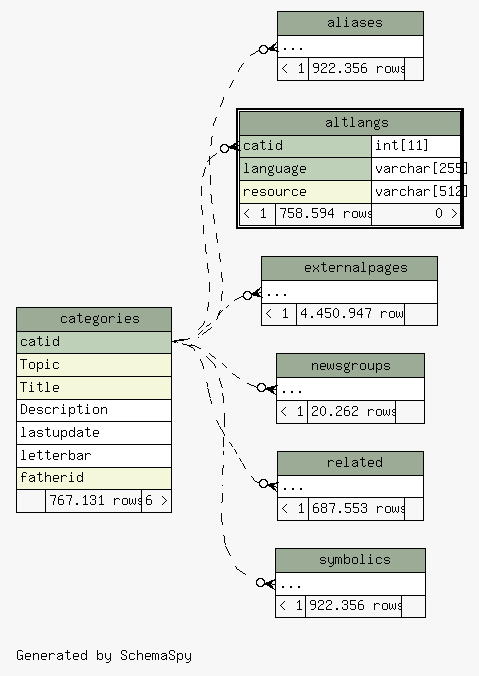 aliases
...
< 1 922.356 rows
altlangs
catid int[11]
language varchar[255]
resource varchar[512]
< 1 758.594 rows 0 >
externalpages
...
< 1 4.450.947 row
categories
catid
Topic
Title
Description
lastupdate
letterbar
fatherid
767.131 rows 6 >
newsgroups
...
< 1 20.262 rows
related
...
< 1 687.553 rows
symbolics
...
< 1 922.356 rows
Generated by SchemaSpy